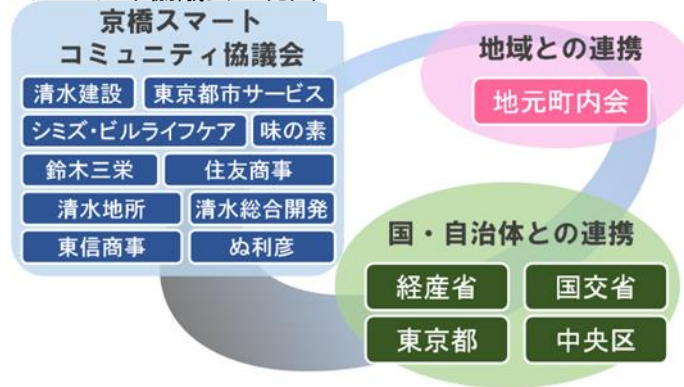 京橋スマート
コミュニティ協議会
清水建設 東京都市サービス
シミズ・ビルライフケア 味の素
鈴木三栄 住友商事
清水地所 清水総合開発
東信商事 ぬ利彦
地域との連携
地元町内会
国・自治体との連携
経産省 国交省
東京都 中央区